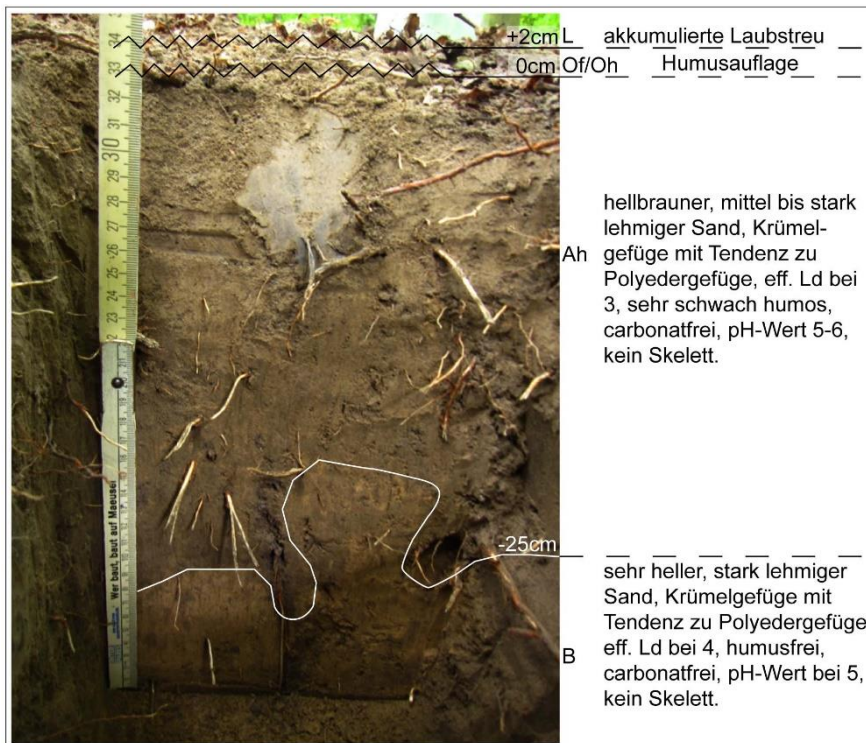 +2cm L akkumulierte Laubstreu
0cm Of/Oh Humusauflage
34
33
32
31
30
29
28
27
26
25
24
23
Ah
hellbrauner, mittel bis stark
lehmiger Sand, Krümel-
gefüge mit Tendenz zu
Polyedergefüge, eff. Ld bei
3, sehr schwach humos,
carbonatfrei, pH-Wert 5-6,
kein Skelett.
Wer baut, baut auf Maeuse!
-25cm
B
sehr heller, stark lehmiger
Sand, Krümelgefüge mit
Tendenz zu Polyedergefüge
eff. Ld bei 4, humusfrei,
carbonatfrei, pH-Wert bei 5,
kein Skelett.